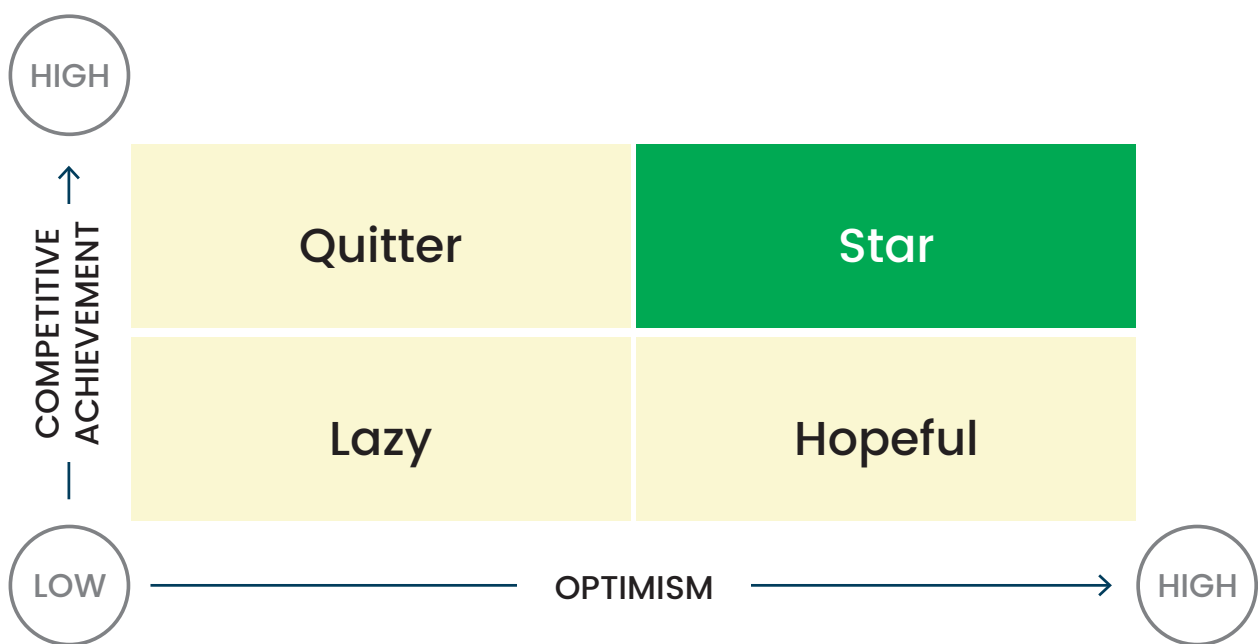 HIGH
COMPETITIVE
ACHIEVEMENT
Quitter
Star
Lazy
Hopeful
LOW
OPTIMISM
HIGH